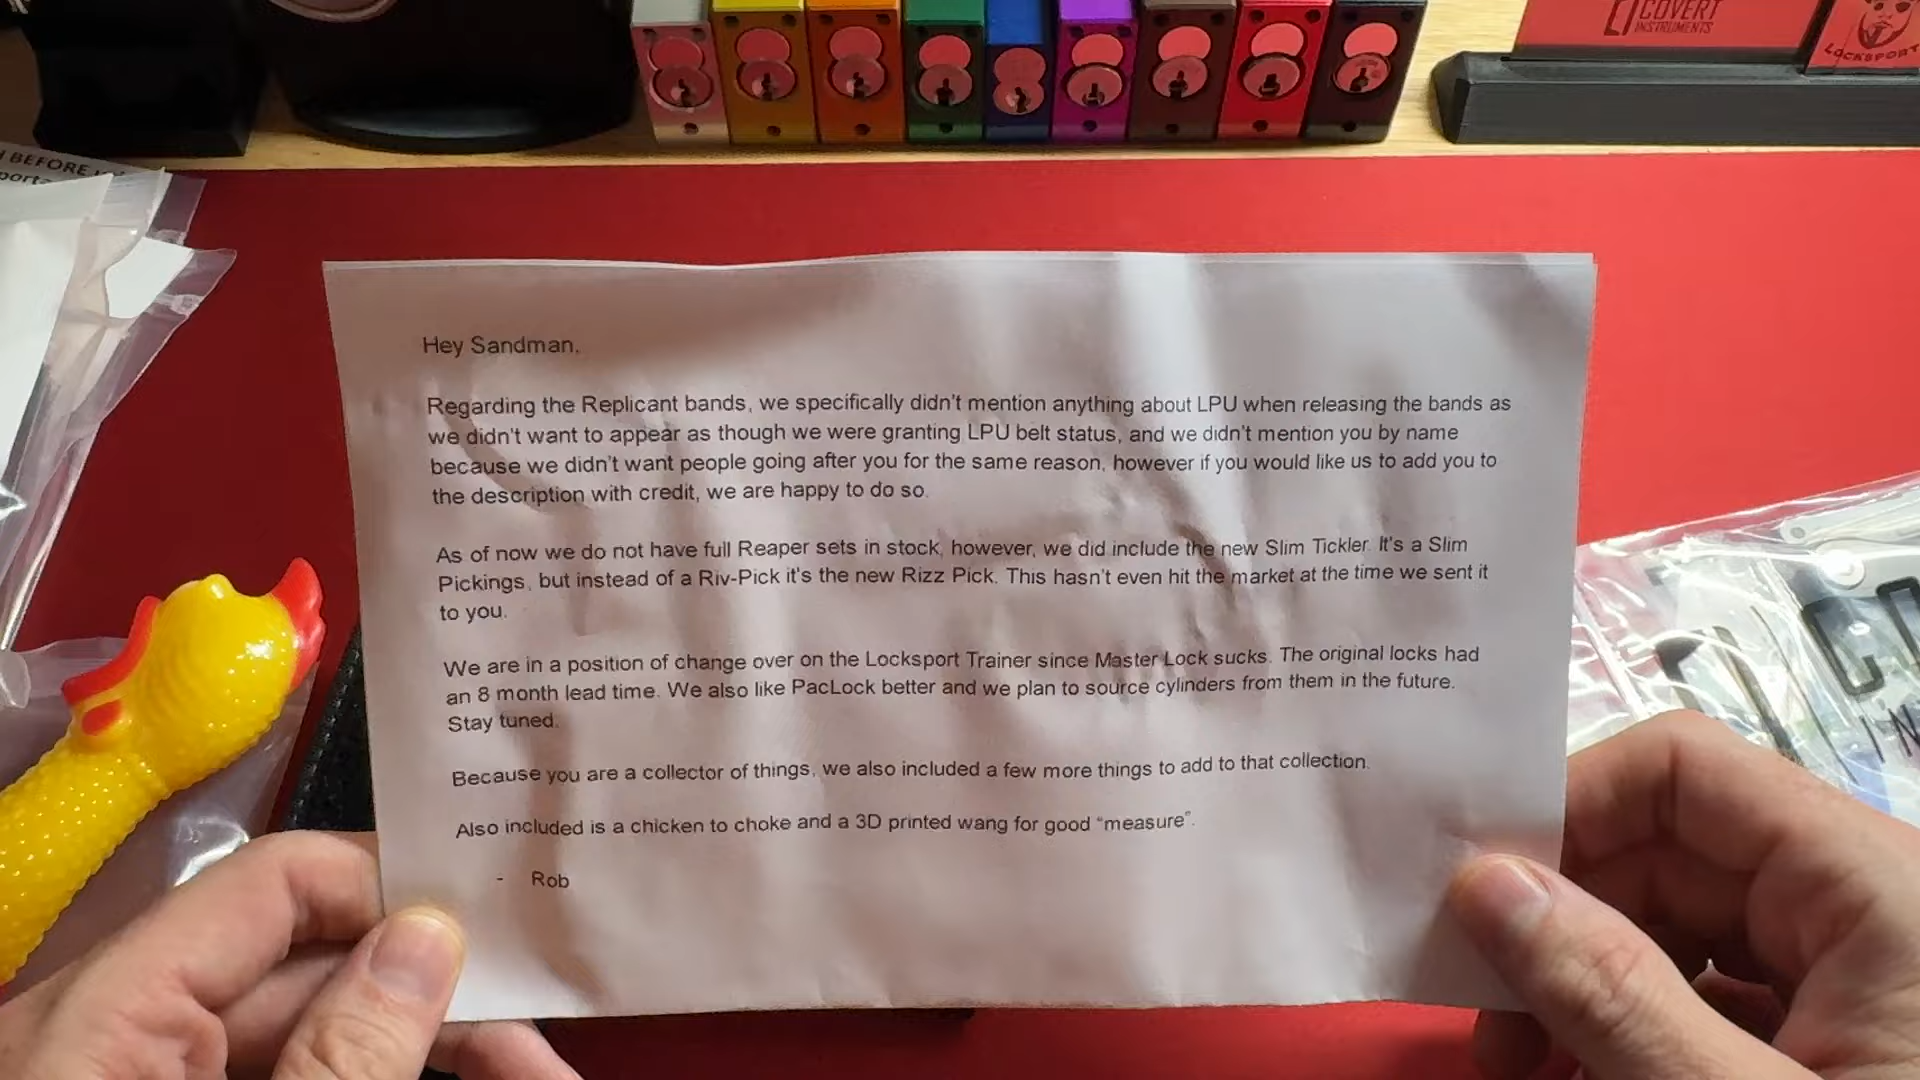 COVERT
INSTRUMENTS
LOCKSPORT
BEFORE
Hey Sandman,
Regarding the Replicant bands, we specifically didn't mention anything about LPU when releasing the bands as
we didn't want to appear as though we were granting LPU belt status, and we didn't mention you by name
because we didn't want people going after you for the same reason, however if you would like us to add you to
the description with credit, we are happy to do so.
As of now we do not have full Reaper sets in stock, however, we did include the new Slim Tickler. It's a Slim
Pickings, but instead of a Riv-Pick it's the new Rizz Pick. This hasn't even hit the market at the time we sent it
to you.
We are in a position of change over on the Locksport Trainer since Master Lock sucks. The original locks had
an 8 month lead time. We also like PacLock better and we plan to source cylinders from them in the future.
Stay tuned.
Because you are a collector of things, we also included a few more things to add to that collection.
Also included is a chicken to choke and a 3D printed wang for good “measure”.
- Rob